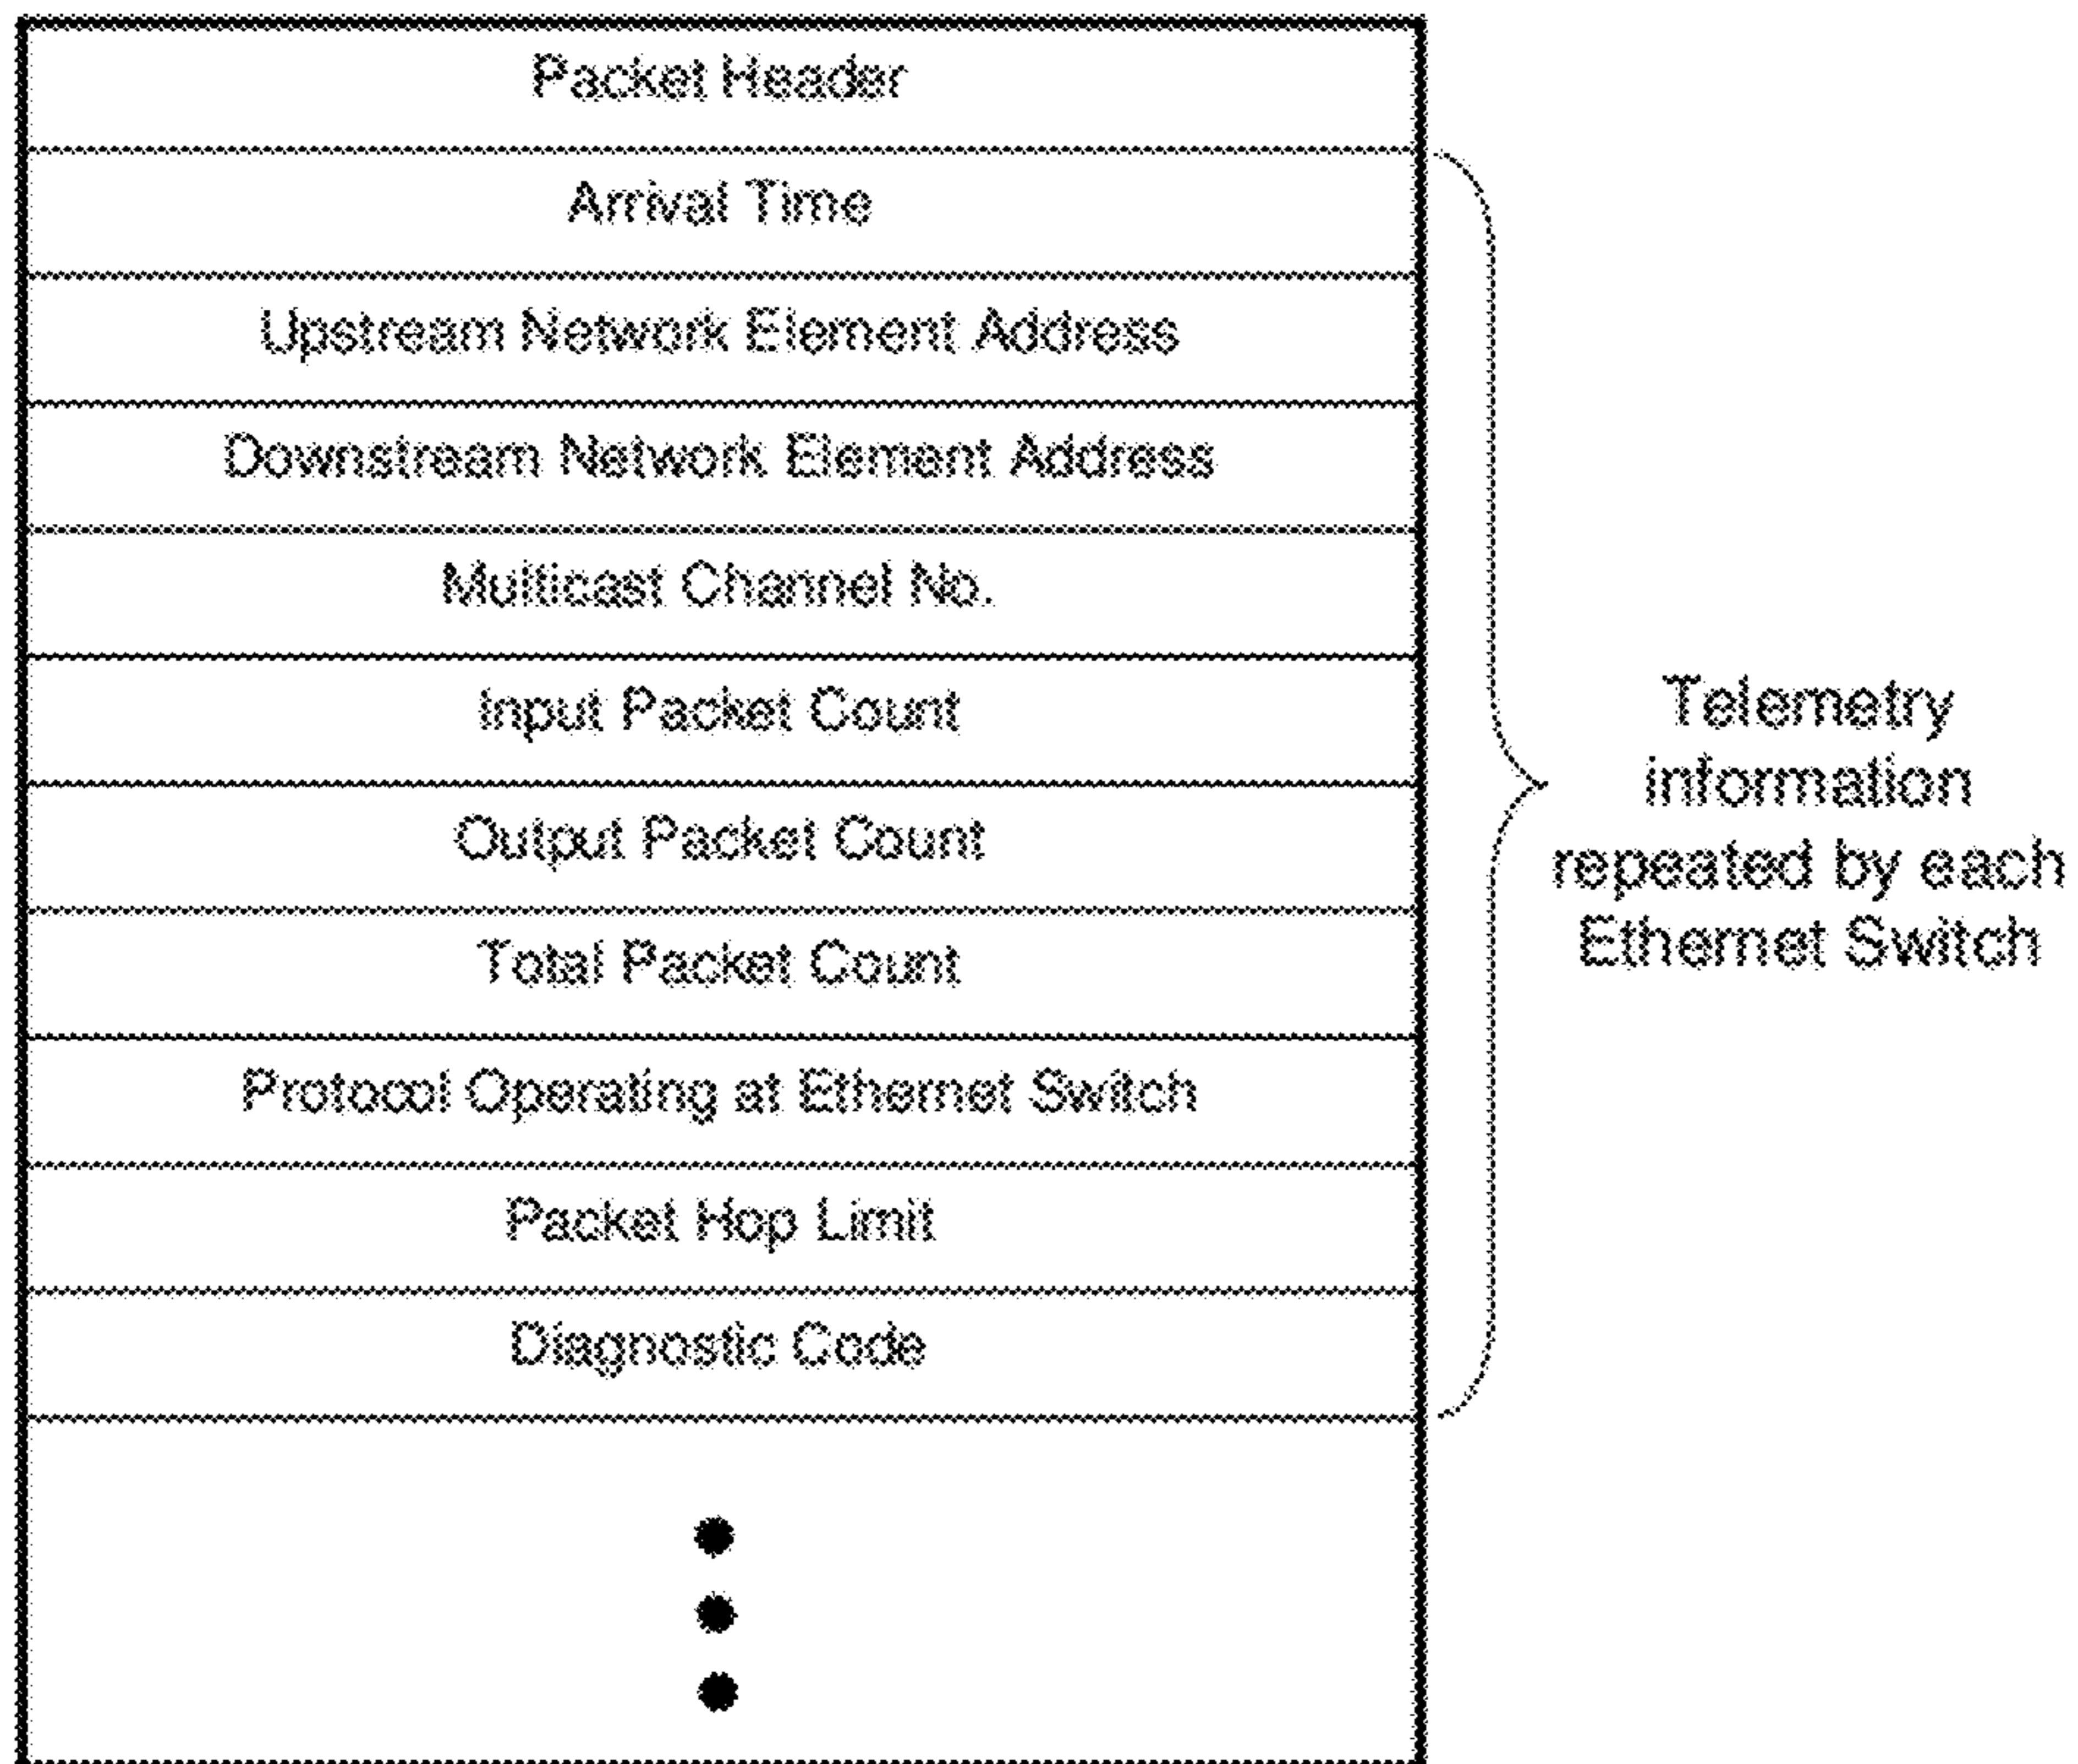 Packet Header
Arrival Time
Upstream Network Element Address
Downstream Network Element Address
Multicast Channel No.
Input Packet Count
Output Packet Count
Total Packet Count
Protocol Operating at Ethernet Switch
Packet Hop Limit
Diagnostic Code
Telemetry
information
repeated by each
Ethernet Switch